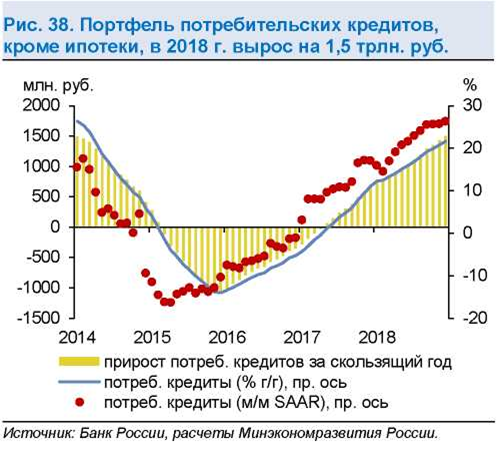 Рис. 38. Портфель потребительских кредитов,
кроме ипотеки, в 2018 г. вырос на 1,5 трлн. руб.
млн. руб. %
2000 30
1500 20
1000
500 10
0 0
-500
-1000 -10
-1500 -20
2014 2015 2016 2017 2018
прирост потреб. кредитов за скользящий год
потреб. кредиты (% г/г), пр. ось
потреб. кредиты (м/м SAAR), пр. ось
Источник: Банк России, расчеты Минэкономразвития России.